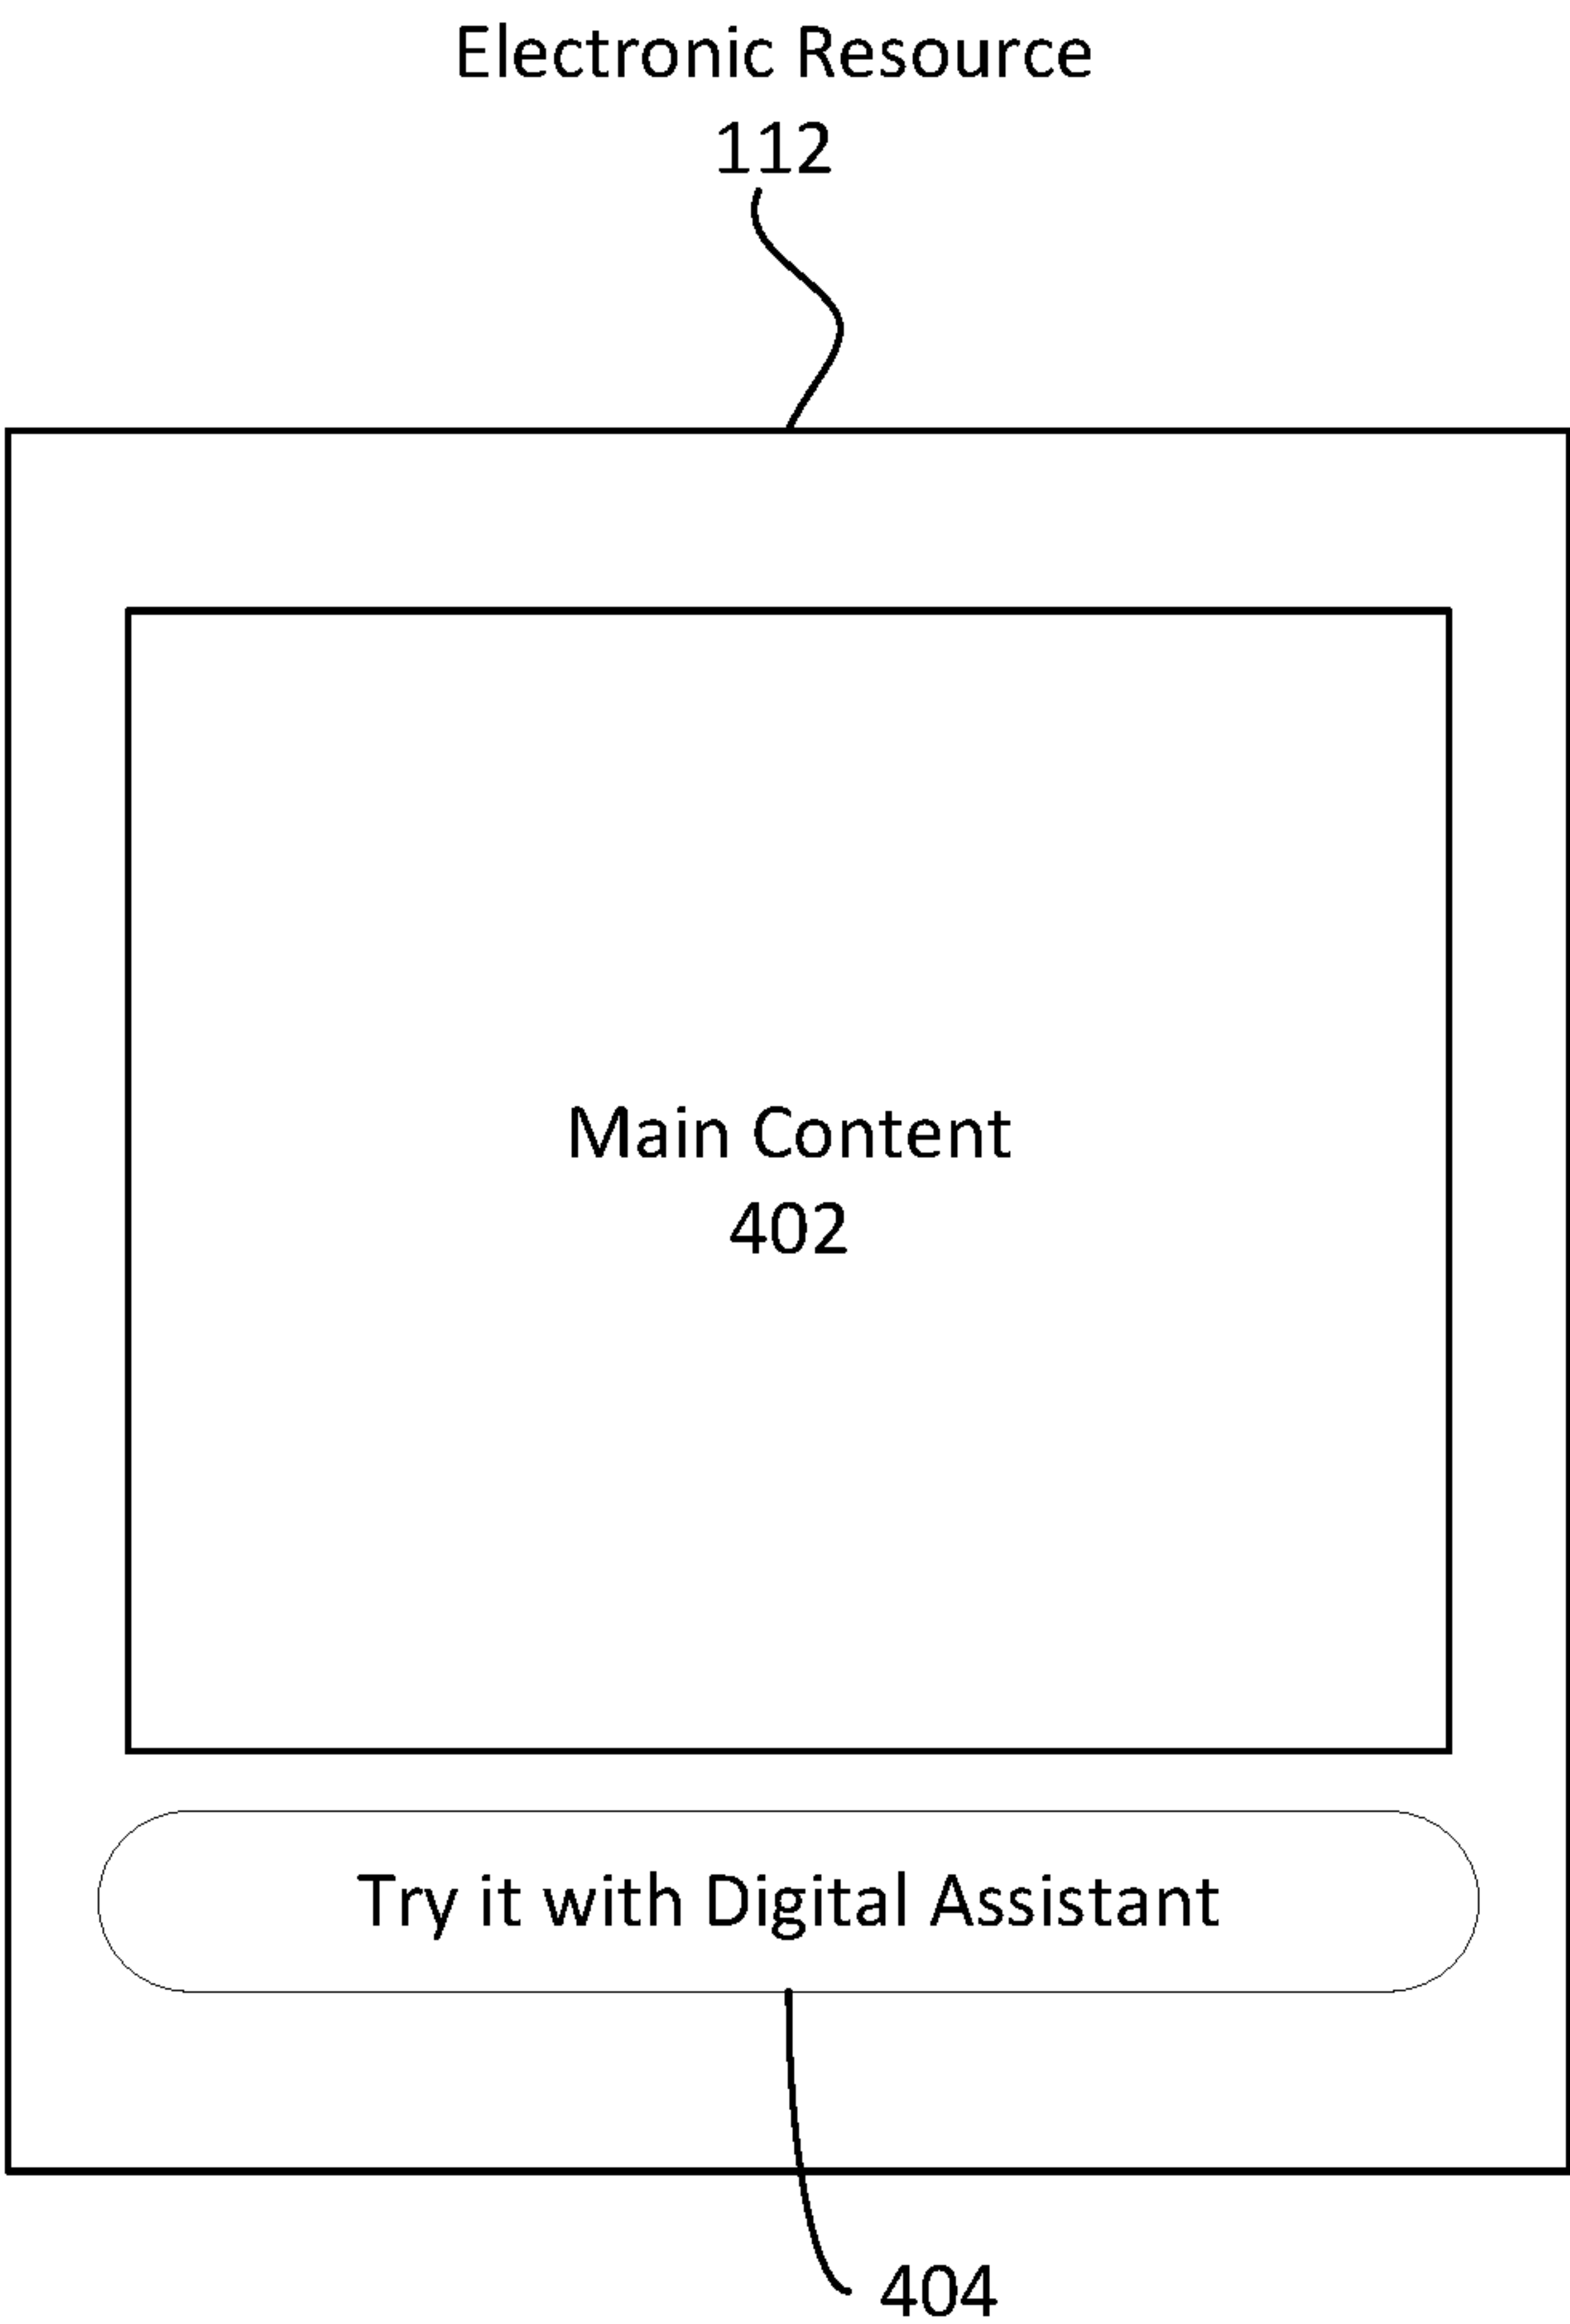 Electronic Resource
112
Main Content
402
Try it with Digital Assistant
404